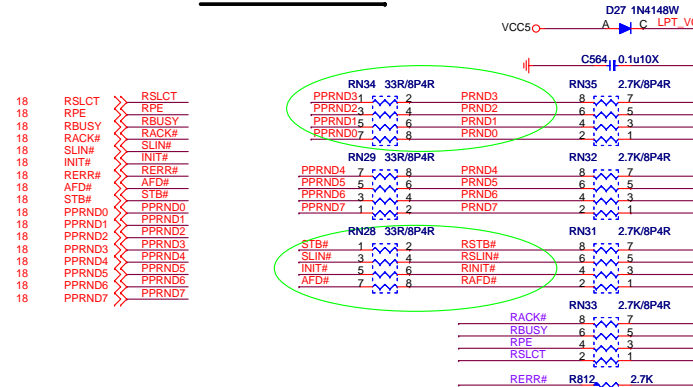 D27 1N4148W
VCC5 A C LPT_VC
C564 0.1u10X
RN34 33R/8P4R RN35 2.7K/8P4R
18 RSLCT RSLCT PPRND3 1 2 PRND3 8 7
18 RPE RPE PPRND2 3 4 PRND2 6 5
18 RBUSY RBUSY PPRND1 5 6 PRND1 4 3
18 RACK# RACK# PPRND0 7 8 PRND0 2 1
18 SLIN# SLIN#
18 INIT# INIT# RN29 33R/8P4R RN32 2.7K/8P4R
18 RERR# RERR# PPRND4 7 8 PRND4 8 7
18 AFD# AFD# PPRND5 5 6 PRND5 6 5
18 STB# STB# PPRND6 3 4 PRND6 4 3
18 PPRND0 PPRND0 PPRND7 1 2 PRND7 2 1
18 PPRND1 PPRND1
18 PPRND2 PPRND2 RN28 33R/8P4R RN31 2.7K/8P4R
18 PPRND3 PPRND3 STB# 1 2 RSTB# 8 7
18 PPRND4 PPRND4 SLIN# 3 4 RSLIN# 6 5
18 PPRND5 PPRND5 INIT# 5 6 RINIT# 4 3
18 PPRND6 PPRND6 AFD# 7 8 RAFD# 2 1
18 PPRND7 PPRND7
RN33 2.7K/8P4R
RACK# 8 7
RBUSY 6 5
RPE 4 3
RSLCT 2 1
RERR# R812 2.7K